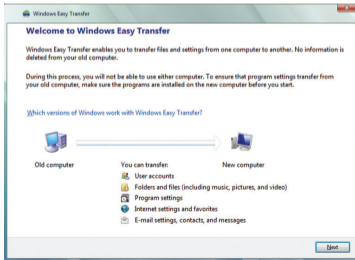 Windows Easy Transfer
Welcome to Windows Easy Transfer
Windows Easy Transfer enables you to transfer files and settings from one computer to another. No information is
deleted from your old computer.
During this process, you will not be able to use either computer. To ensure that program settings transfer from
your old computer, make sure the programs are installed on the new computer before you start.
Which versions of Windows work with Windows Easy Transfer?
Old computer
You can transfer:
New computer
User accounts
Folders and files (including music, pictures, and video)
Program settings
Internet settings and favorites
E-mail settings, contacts, and messages
Next